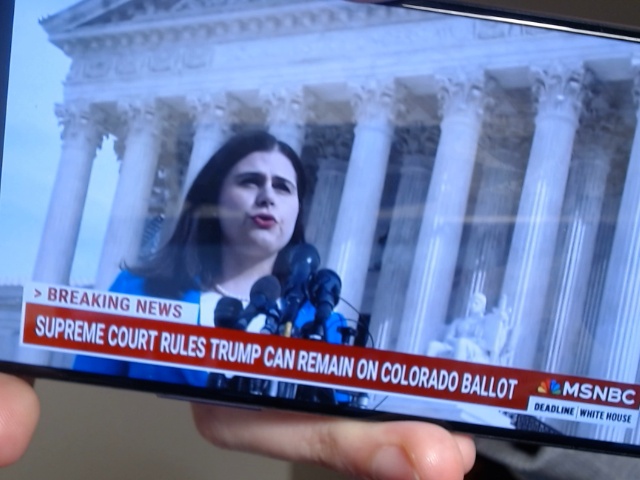 > BREAKING NEWS
SUPREME COURT RULES TRUMP CAN REMAIN ON COLORADO BALLOT
MSNBC
DEADLINE | WHITE HOUSE